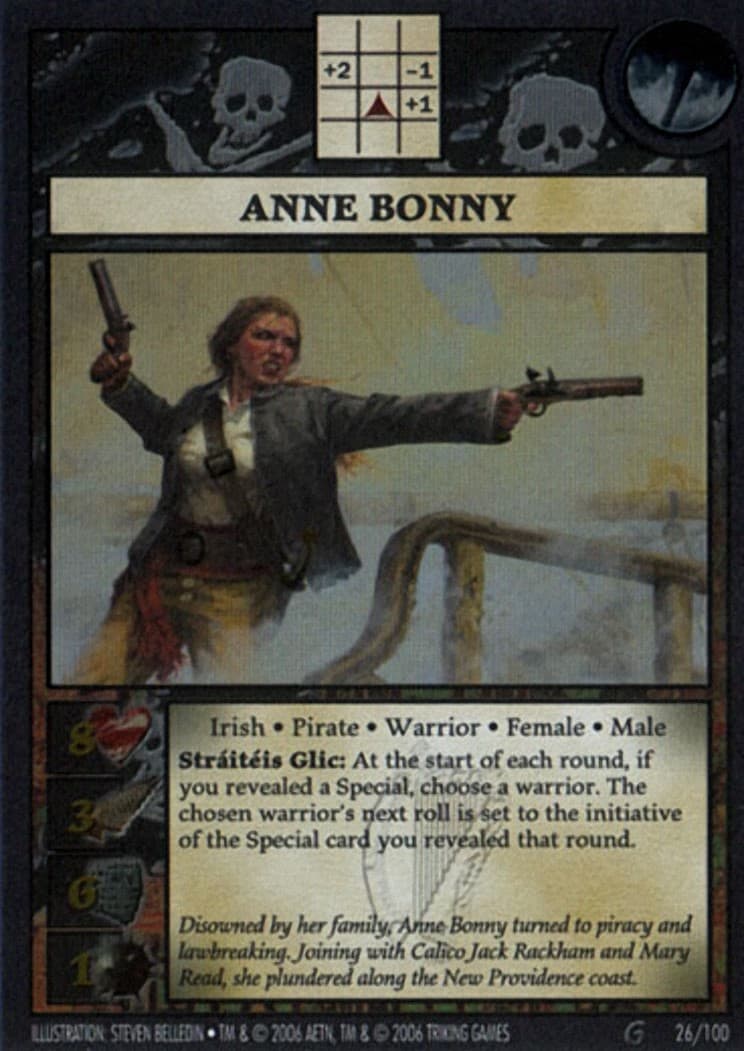 +2 -1
+1
ANNE BONNY
8
3
6
1
Irish • Pirate • Warrior • Female • Male
Stráitéis Glic: At the start of each round, if
you revealed a Special, choose a warrior. The
chosen warrior's next roll is set to the initiative
of the Special card you revealed that round.
Disowned by her family, Anne Bonny turned to piracy and
lawbreaking. Joining with Calico Jack Rackham and Mary
Read, she plundered along the New Providence coast.
ILLUSTRATION: STEVEN BELLEDIN • TM & © 2006 AETN, TM & © 2006 TRIKING GAMES
G 26/100